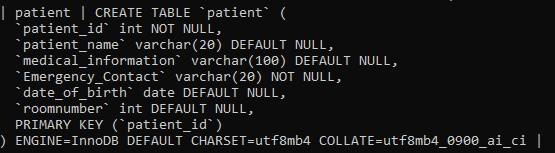 | patient | CREATE TABLE `patient` (
`patient_id` int NOT NULL,
`patient_name` varchar(20) DEFAULT NULL,
`medical_information` varchar(100) DEFAULT NULL,
`Emergency_Contact` varchar(20) NOT NULL,
`date_of_birth` date DEFAULT NULL,
`roomnumber` int DEFAULT NULL,
PRIMARY KEY (`patient_id`)
) ENGINE=InnoDB DEFAULT CHARSET=utf8mb4 COLLATE=utf8mb4_0900_ai_ci |